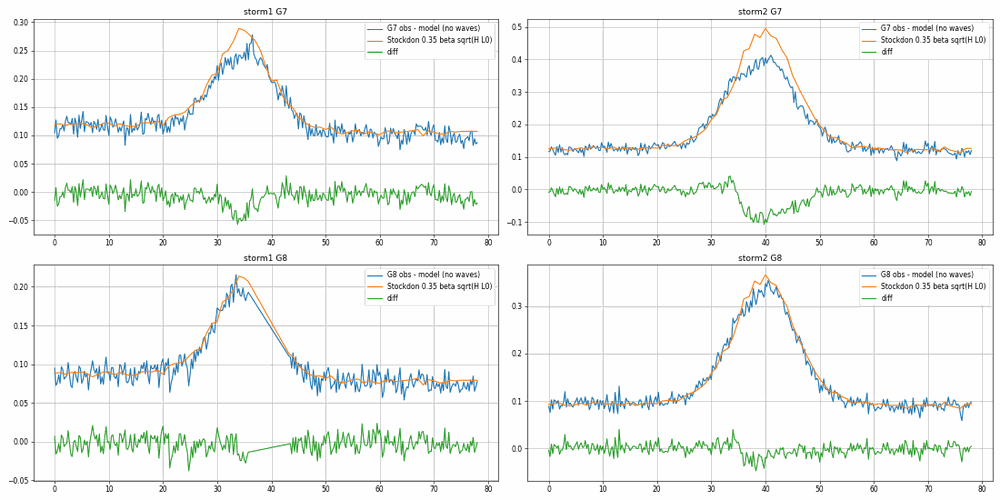 storm1 G7
0.30
0.25
0.20
0.15
0.10
0.05
0.00
−0.05
0 10 20 30 40 50 60 70 80
G7 obs - model (no waves)
Stockdon 0.35 beta sqrt(H L0)
diff
storm2 G7
0.5
0.4
0.3
0.2
0.1
0.0
−0.1
0 10 20 30 40 50 60 70 80
G7 obs - model (no waves)
Stockdon 0.35 beta sqrt(H L0)
diff
storm1 G8
0.20
0.15
0.10
0.05
0.00
−0.05
0 10 20 30 40 50 60 70 80
G8 obs - model (no waves)
Stockdon 0.35 beta sqrt(H L0)
diff
storm2 G8
0.3
0.2
0.1
0.0
0 10 20 30 40 50 60 70 80
G8 obs - model (no waves)
Stockdon 0.35 beta sqrt(H L0)
diff